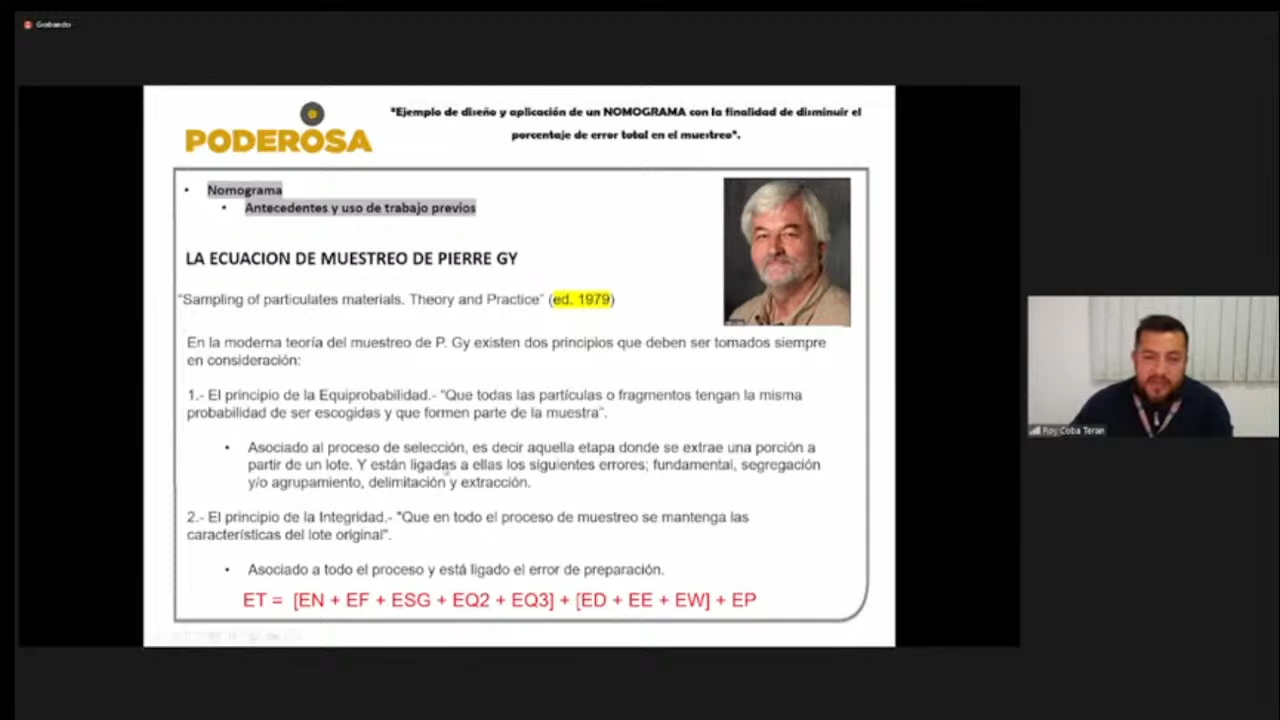 Grabando
"Ejemplo de diseño y aplicación de un NOMOGRAMA con la finalidad de disminuir el
porcentaje de error total en el muestreo".
PODEROSA
• Nomograma
• Antecedentes y uso de trabajo previos
LA ECUACION DE MUESTREO DE PIERRE GY
"Sampling of particulates materials. Theory and Practice" (ed. 1979)
En la moderna teoría del muestreo de P. Gy existen dos principios que deben ser tomados siempre
en consideración:
1.- El principio de la Equiprobabilidad.- "Que todas las partículas o fragmentos tengan la misma
probabilidad de ser escogidas y que formen parte de la muestra".
• Asociado al proceso de selección, es decir aquella etapa donde se extrae una porción a
partir de un lote. Y están ligadas a ellas los siguientes errores; fundamental, segregación
y/o agrupamiento, delimitación y extracción.
2.- El principio de la Integridad.- "Que en todo el proceso de muestreo se mantenga las
características del lote original".
• Asociado a todo el proceso y está ligado el error de preparación.
ET = [EN + EF + ESG + EQ2 + EQ3] + [ED + EE + EW] + EP
Roy Coba Teran